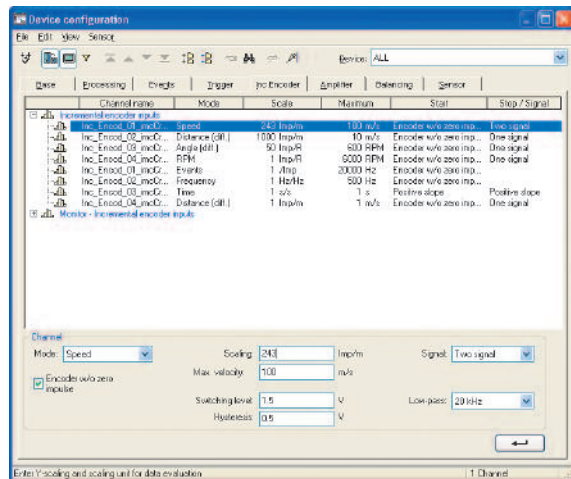 Device configuration
File Edit View Sensor
Device: ALL
Base Processing Events Trigger Inc Encoder Amplifier Balancing Sensor
Channel name Mode Scale Maximum Start Stop / Signal
Incremental encoder inputs
Inc_Encod_01_imcCr... Speed 243 Imp/m 100 m/s Encoder w/o zero imp... Two signal
Inc_Encod_02_imcCr... Distance (diff.) 1000 Imp/m 10 m/s Encoder w/o zero imp... One signal
Inc_Encod_03_imcCr... Angle (diff.) 50 Imp/R 600 RPM Encoder w/o zero imp... One signal
Inc_Encod_04_imcCr... RPM 1 Imp/R 6000 RPM Encoder w/o zero imp... One signal
Inc_Encod_01_imcCr... Events 1 /Imp 20000 Hz Encoder w/o zero imp...
Inc_Encod_02_imcCr... Frequency 1 Hz/Hz 500 Hz Encoder w/o zero imp...
Inc_Encod_03_imcCr... Time 1 s/s 1 s Positive slope Positive slope
Inc_Encod_04_imcCr... Distance (diff.) 1 Imp/m 1 m/s Encoder w/o zero imp... One signal
Monitor - Incremental encoder inputs
Channel
Mode: Speed Scaling 243 Imp/m Signal: Two signal
Max. velocity: 100 m/s
Encoder w/o zero impulse
Switching level 1.5 V Low-pass: 20 kHz
Hysteresis 0.5 V
Enter Y-scaling and scaling unit for data evaluation 1 Channel